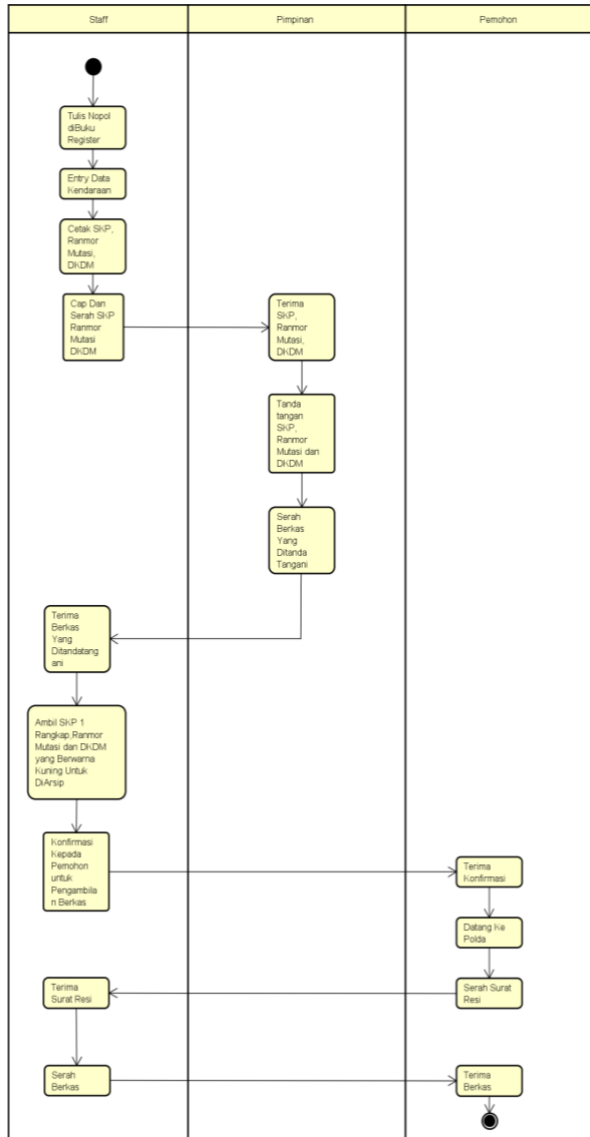 Staff
Pimpinan
Pemohon
Tulis Nopol
diBuku
Register
Entry Data
Kendaraan
Cetak SKP,
Ranmor
Mutasi,
DKDM
Cap Dan
Serah SKP
Ranmor
Mutasi
DKDM
Terima
SKP,
Ranmor
Mutasi,
DKDM
Tanda
tangan
SKP,
Ranmor
Mutasi dan
DKDM
Serah
Berkas
Yang
Ditanda
Tangani
Terima
Berkas
Yang
Ditandatang
ani
Ambil SKP 1
Rangkap,Ranmor
Mutasi dan DKDM
yang Berwarna
Kuning Untuk
DiArsip
Konfirmasi
Kepada
Pemohon
untuk
Pengambila
n Berkas
Terima
Konfirmasi
Datang Ke
Polda
Serah Surat
Resi
Terima
Surat Resi
Serah
Berkas
Terima
Berkas